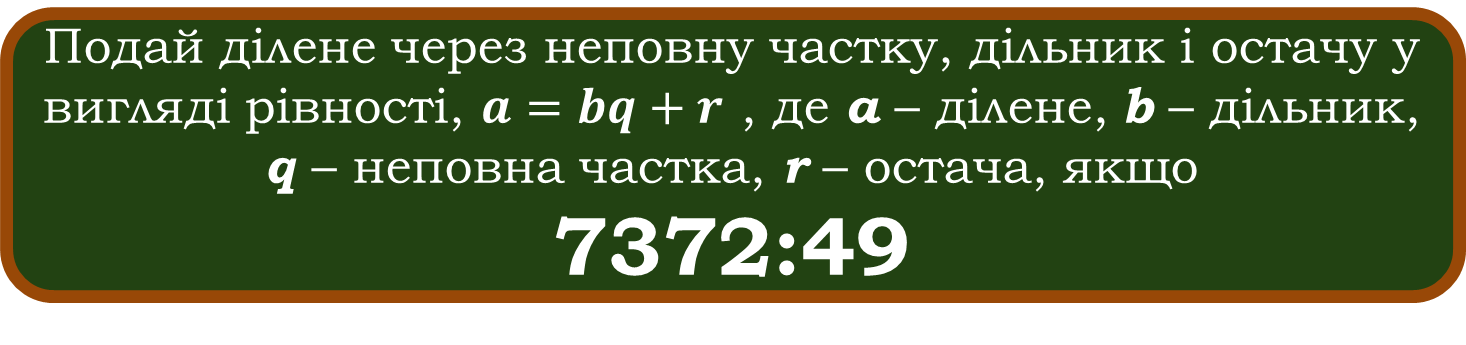 Подай ділене через неповну частку, дільник і остачу у
вигляді рівності, a = bq + r , де a – ділене, b – дільник,
q – неповна частка, r – остача, якщо
7372:49